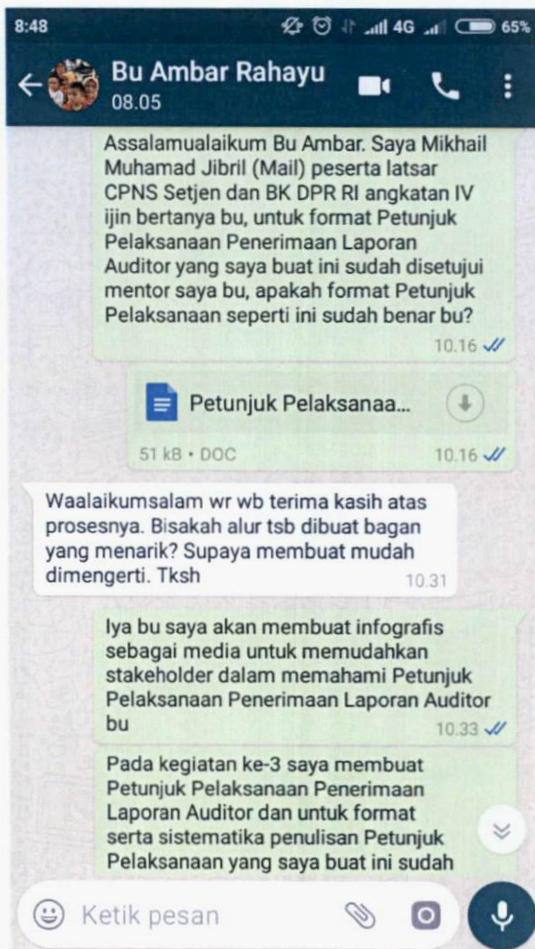 8:48 4G 65%
Bu Ambar Rahayu
08.05
Assalamualaikum Bu Ambar. Saya Mikhail
Muhamad Jibril (Mail) peserta latsar
CPNS Setjen dan BK DPR RI angkatan IV
ijin bertanya bu, untuk format Petunjuk
Pelaksanaan Penerimaan Laporan
Auditor yang saya buat ini sudah disetujui
mentor saya bu, apakah format Petunjuk
Pelaksanaan seperti ini sudah benar bu?
10.16
Petunjuk Pelaksanaa...
51 kB • DOC 10.16
Waalaikumsalam wr wb terima kasih atas
prosesnya. Bisakah alur tsb dibuat bagan
yang menarik? Supaya membuat mudah
dimengerti. Tksh 10.31
Iya bu saya akan membuat infografis
sebagai media untuk memudahkan
stakeholder dalam memahami Petunjuk
Pelaksanaan Penerimaan Laporan Auditor
bu 10.33
Pada kegiatan ke-3 saya membuat
Petunjuk Pelaksanaan Penerimaan
Laporan Auditor dan untuk format
serta sistematika penulisan Petunjuk
Pelaksanaan yang saya buat ini sudah
Ketik pesan